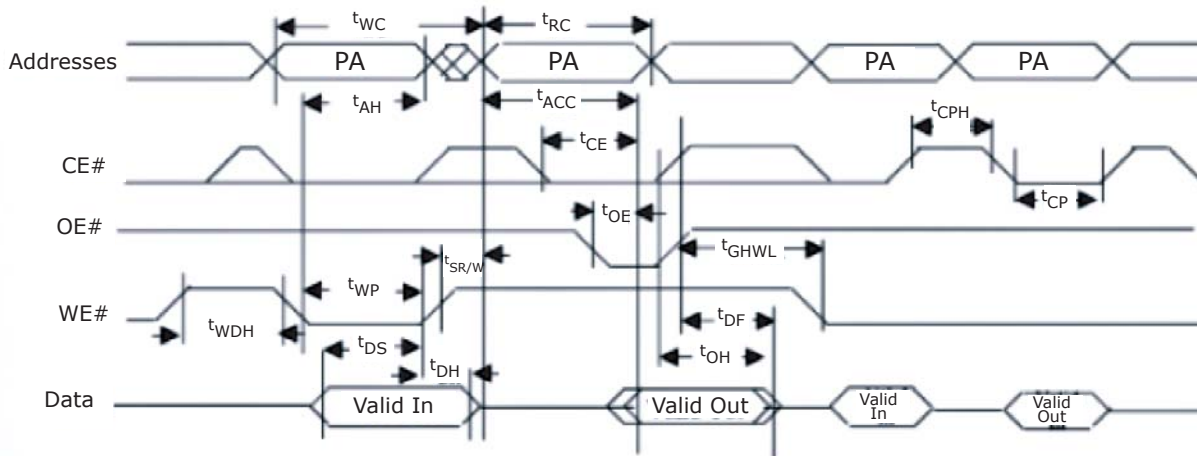 tWC
tRC
Addresses
PA
PA
PA
PA
tAH
tACC
tCPH
tCE
CE#
tCP
tOE
OE#
tGHWL
tSR/W
tWP
WE#
tWDH
tDF
tDS
tOH
tDH
Data
Valid In
Valid Out
Valid
In
Valid
Out